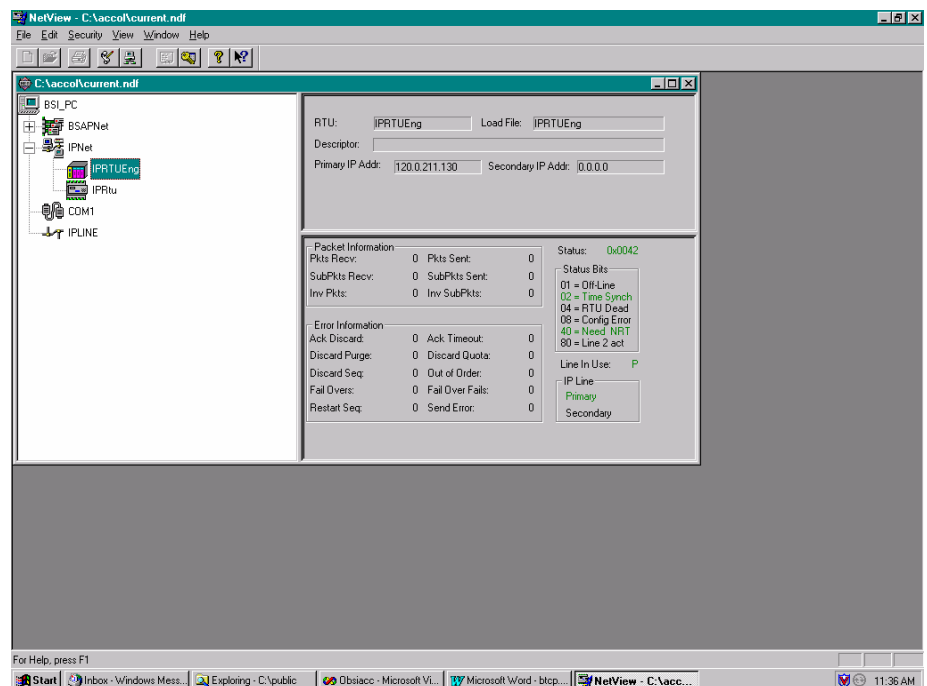 NetView - C:\accol\current.ndf
File Edit Security View Window Help
C:\accol\current.ndf
BSI_PC
BSAPNet
IPNet
IPRTUEng
IPRtu
COM1
IPLINE
RTU: IPRTUEng Load File: IPRTUEng
Descriptor:
Primary IP Addr: 120.0.211.130 Secondary IP Addr: 0.0.0.0
Packet Information
Pkts Recv: 0 Pkts Sent: 0
SubPkts Recv: 0 SubPkts Sent: 0
Inv Pkts: 0 Inv SubPkts: 0
Error Information
Ack Discard: 0 Ack Timeout: 0
Discard Purge: 0 Discard Quota: 0
Discard Seq: 0 Out of Order: 0
Fail Overs: 0 Fail Over Fails: 0
Restart Seq: 0 Send Error: 0
Status: 0x0042
Status Bits
01 = Off-Line
02 = Time Synch
04 = RTU Dead
08 = Config Error
40 = Need NRT
80 = Line 2 act
Line In Use: P
IP Line
Primary
Secondary
For Help, press F1
Start Inbox - Windows Mess... Exploring - C:\public Obsiacc - Microsoft Vi... Microsoft Word - btcp.... NetView - C:\acc... 11:36 AM